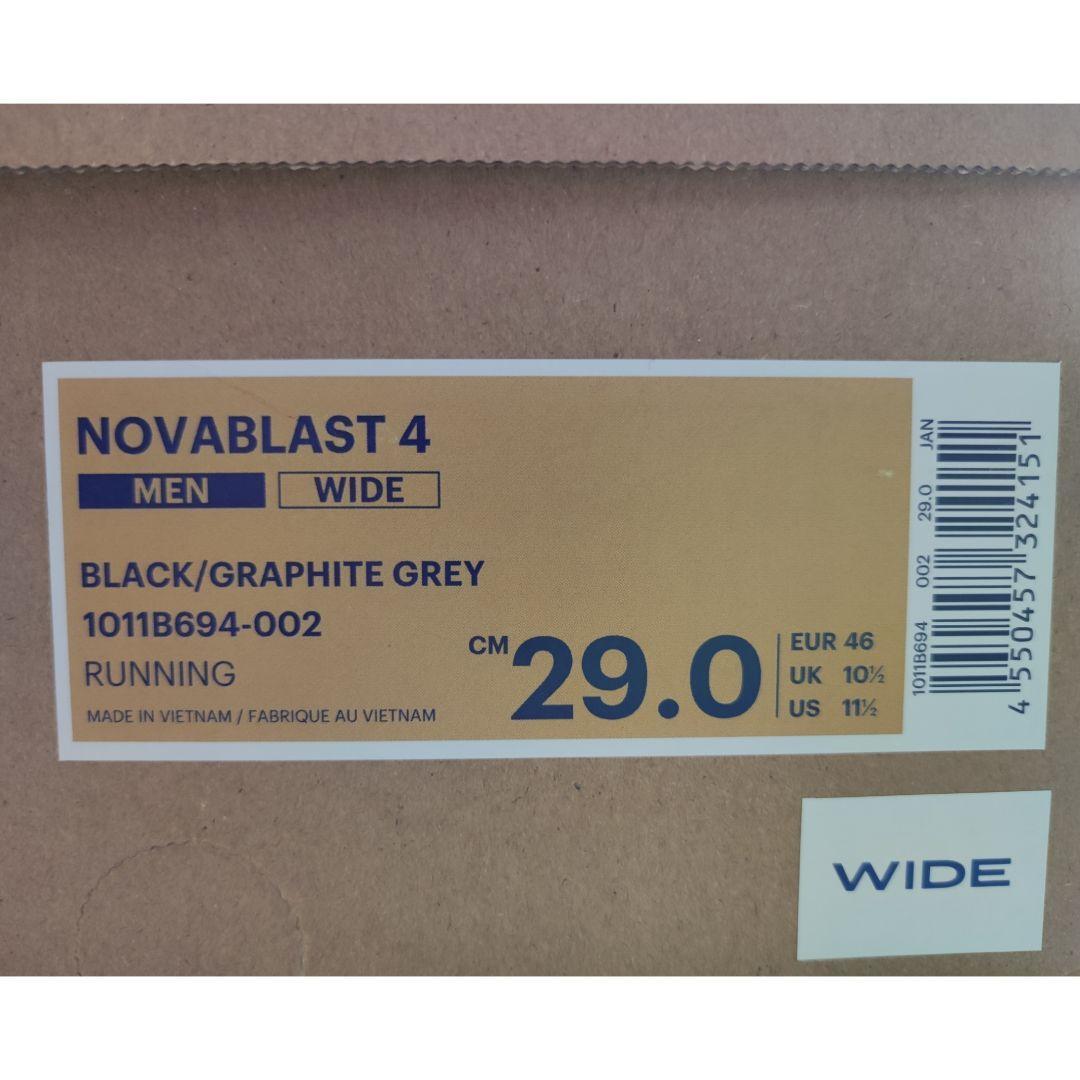 NOVABLAST 4
MEN WIDE
BLACK/GRAPHITE GREY
1011B694-002
RUNNING
MADE IN VIETNAM / FABRIQUE AU VIETNAM
CM 29.0
EUR 46
UK 10½
US 11½
1011B694 002 29.0 JAN
4 550457 324151
WIDE